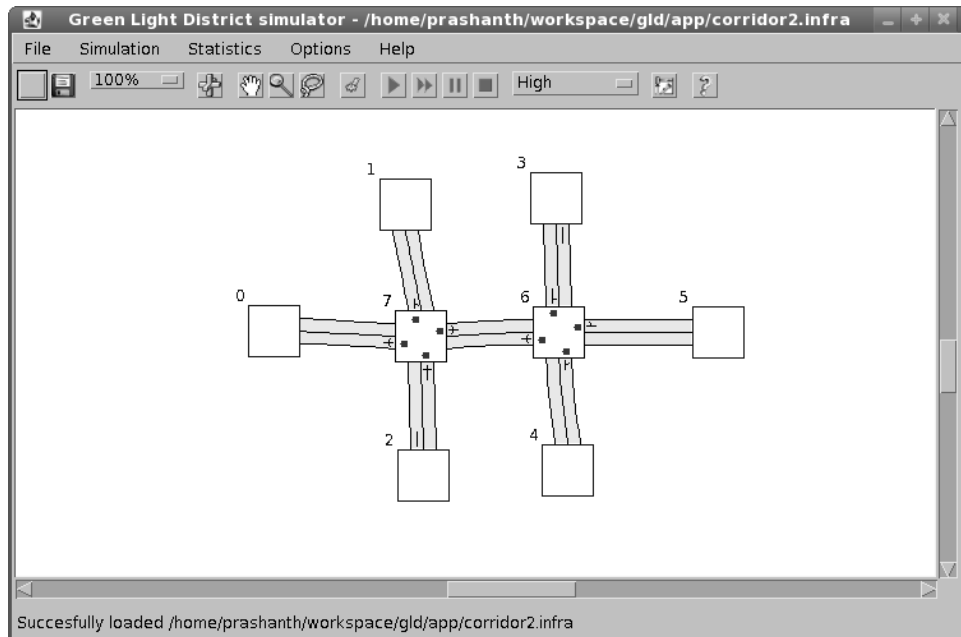 Green Light District simulator - /home/prashanth/workspace/gld/app/corridor2.infra
File Simulation Statistics Options Help
100% High ?
1 3
0 7 6 5
2 4
Succesfully loaded /home/prashanth/workspace/gld/app/corridor2.infra